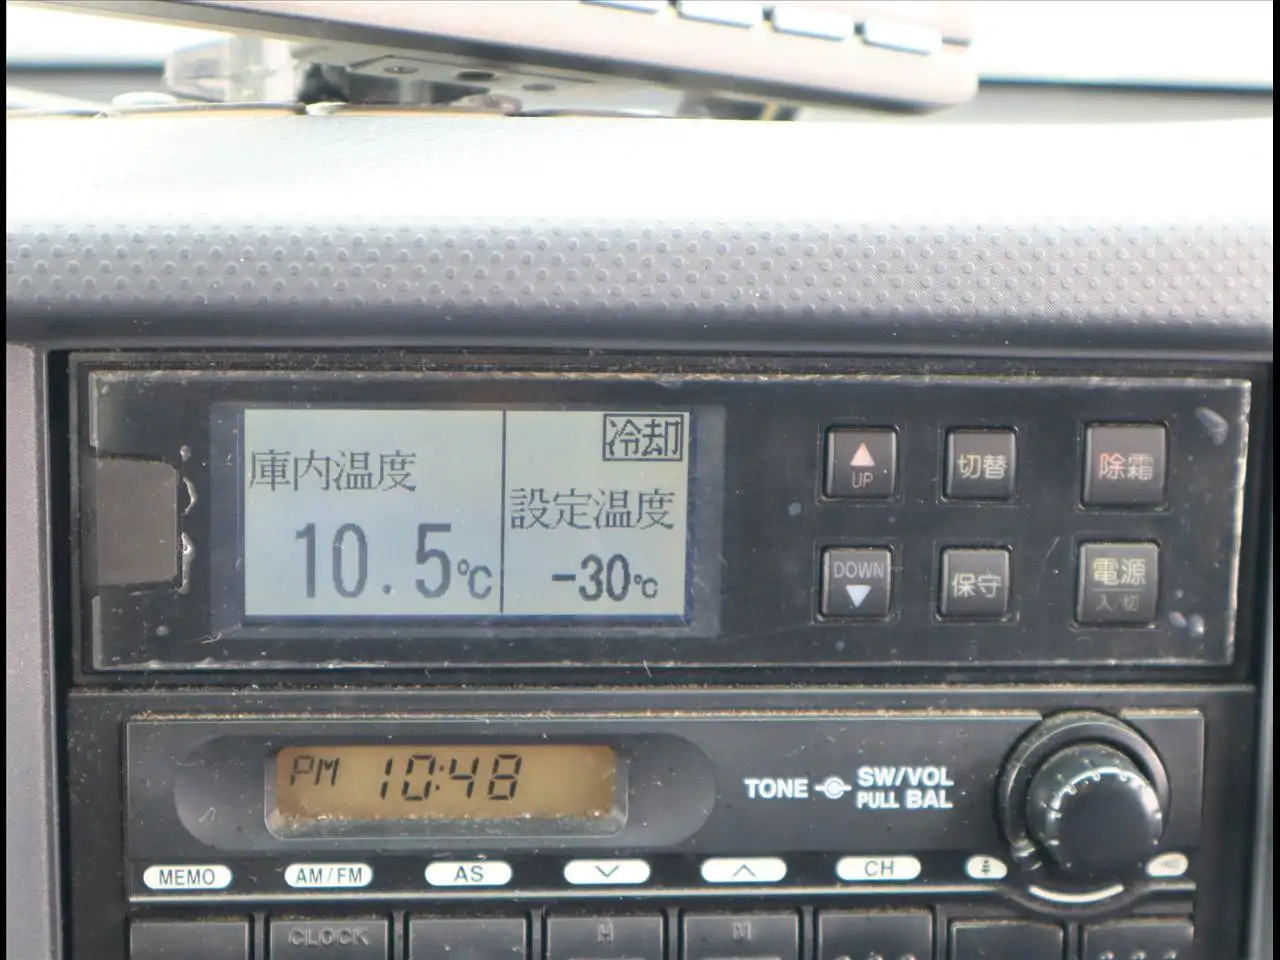 冷却
庫内温度
設定温度
10.5℃
-30℃
UP
切替
除霜
DOWN
保守
電源
入/切
PM 10:48
TONE SW/VOL
PULL BAL
MEMO
AM/FM
AS
CH
CLOCK
H
M